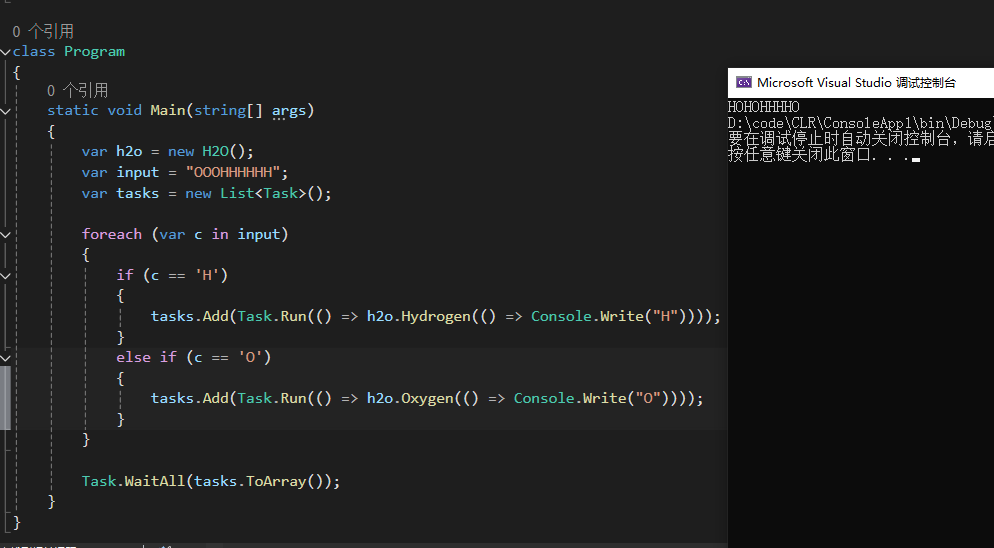 0 个引用
class Program
{
0 个引用
static void Main(string[] args)
{
var h2o = new H2O();
var input = "OOOHHHHHH";
var tasks = new List<Task>();
foreach (var c in input)
{
if (c == 'H')
{
tasks.Add(Task.Run(() => h2o.Hydrogen(() => Console.Write("H"))));
}
else if (c == 'O')
{
tasks.Add(Task.Run(() => h2o.Oxygen(() => Console.Write("O"))));
}
}
Task.WaitAll(tasks.ToArray());
}
}
Microsoft Visual Studio 调试控制台
HOHOHHHHO
D:\code\CLR\ConsoleApp1\bin\Debug
要在调试停止时自动关闭控制台，请启
按任意键关闭此窗口. . .